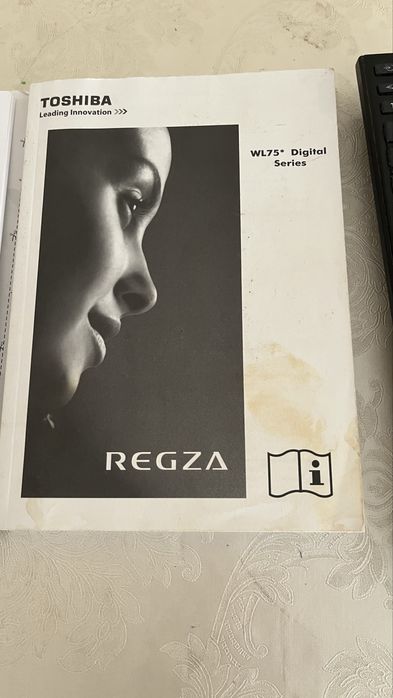 TOSHIBA
Leading Innovation >>>
WL75* Digital
Series
REGZA
i